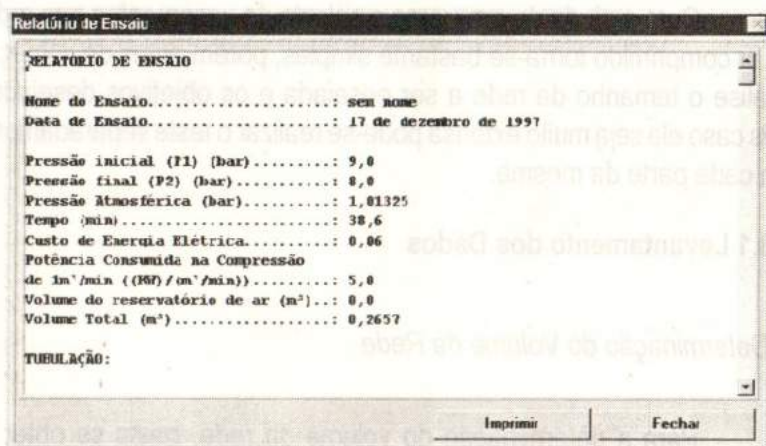 Relatório de Ensaio
RELATÓRIO DE ENSAIO
Nome do Ensaio......................: sem nome
Data de Ensaio......................: 17 de dezembro de 1997
Pressão inicial (P1) (bar)..........: 9,0
Pressão final (P2) (bar)............: 8,0
Pressão Atmosférica (bar)...........: 1,01325
Tempo (min).........................: 38,6
Custo de Energia Elétrica...........: 0,06
Potência Consumida na Compressão
de 1m³/min ((KW)/(m³/min))..........: 5,0
Volume do reservatório de ar (m³)..: 0,0
Volume Total (m³)...................: 0,2657
TUBULAÇÃO:
Imprimir
Fechar